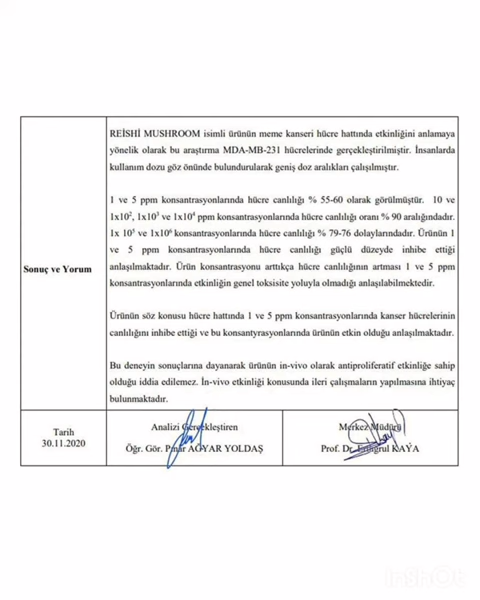 REİSHİ MUSHROOM isimli ürünün meme kanseri hücre hattında etkinliğini anlamaya
yönelik olarak bu araştırma MDA-MB-231 hücrelerinde gerçekleştirilmiştir. İnsanlarda
kullanım dozu göz önünde bulundurularak geniş doz aralıkları çalışılmıştır.
1 ve 5 ppm konsantrasyonlarında hücre canlılığı % 55-60 olarak görülmüştür. 10 ve
1x10², 1x10³ ve 1x10⁴ ppm konsantrasyonlarında hücre canlılığı oranı % 90 aralığındadır.
1x 10⁵ ve 1x10⁶ konsantrasyonlarında hücre canlılığı % 79-76 dolaylarındadır. Ürünün 1
ve 5 ppm konsantrasyonlarında hücre canlılığı güçlü düzeyde inhibe ettiği
Sonuç ve Yorum
anlaşılmaktadır. Ürün konsantrasyonu arttıkça hücre canlılığının artması 1 ve 5 ppm
konsantrasyonlarında etkinliğin genel toksisite yoluyla olmadığı anlaşılabilmektedir.
Ürünün söz konusu hücre hattında 1 ve 5 ppm konsantrasyonlarında kanser hücrelerinin
canlılığını inhibe ettiği ve bu konsantyrasyonlarında ürünün etkin olduğu anlaşılmaktadır.
Bu deneyin sonuçlarına dayanarak ürünün in-vivo olarak antiproliferatif etkinliğe sahip
olduğu iddia edilemez. İn-vivo etkinliği konusunda ileri çalışmaların yapılmasına ihtiyaç
bulunmaktadır.
Tarih
30.11.2020
Analizi Gerçekleştiren
Öğr. Gör. Pınar AĞYAR YOLDAŞ
Merkez Müdürü
Prof. Dr. Ertuğrul KAYA